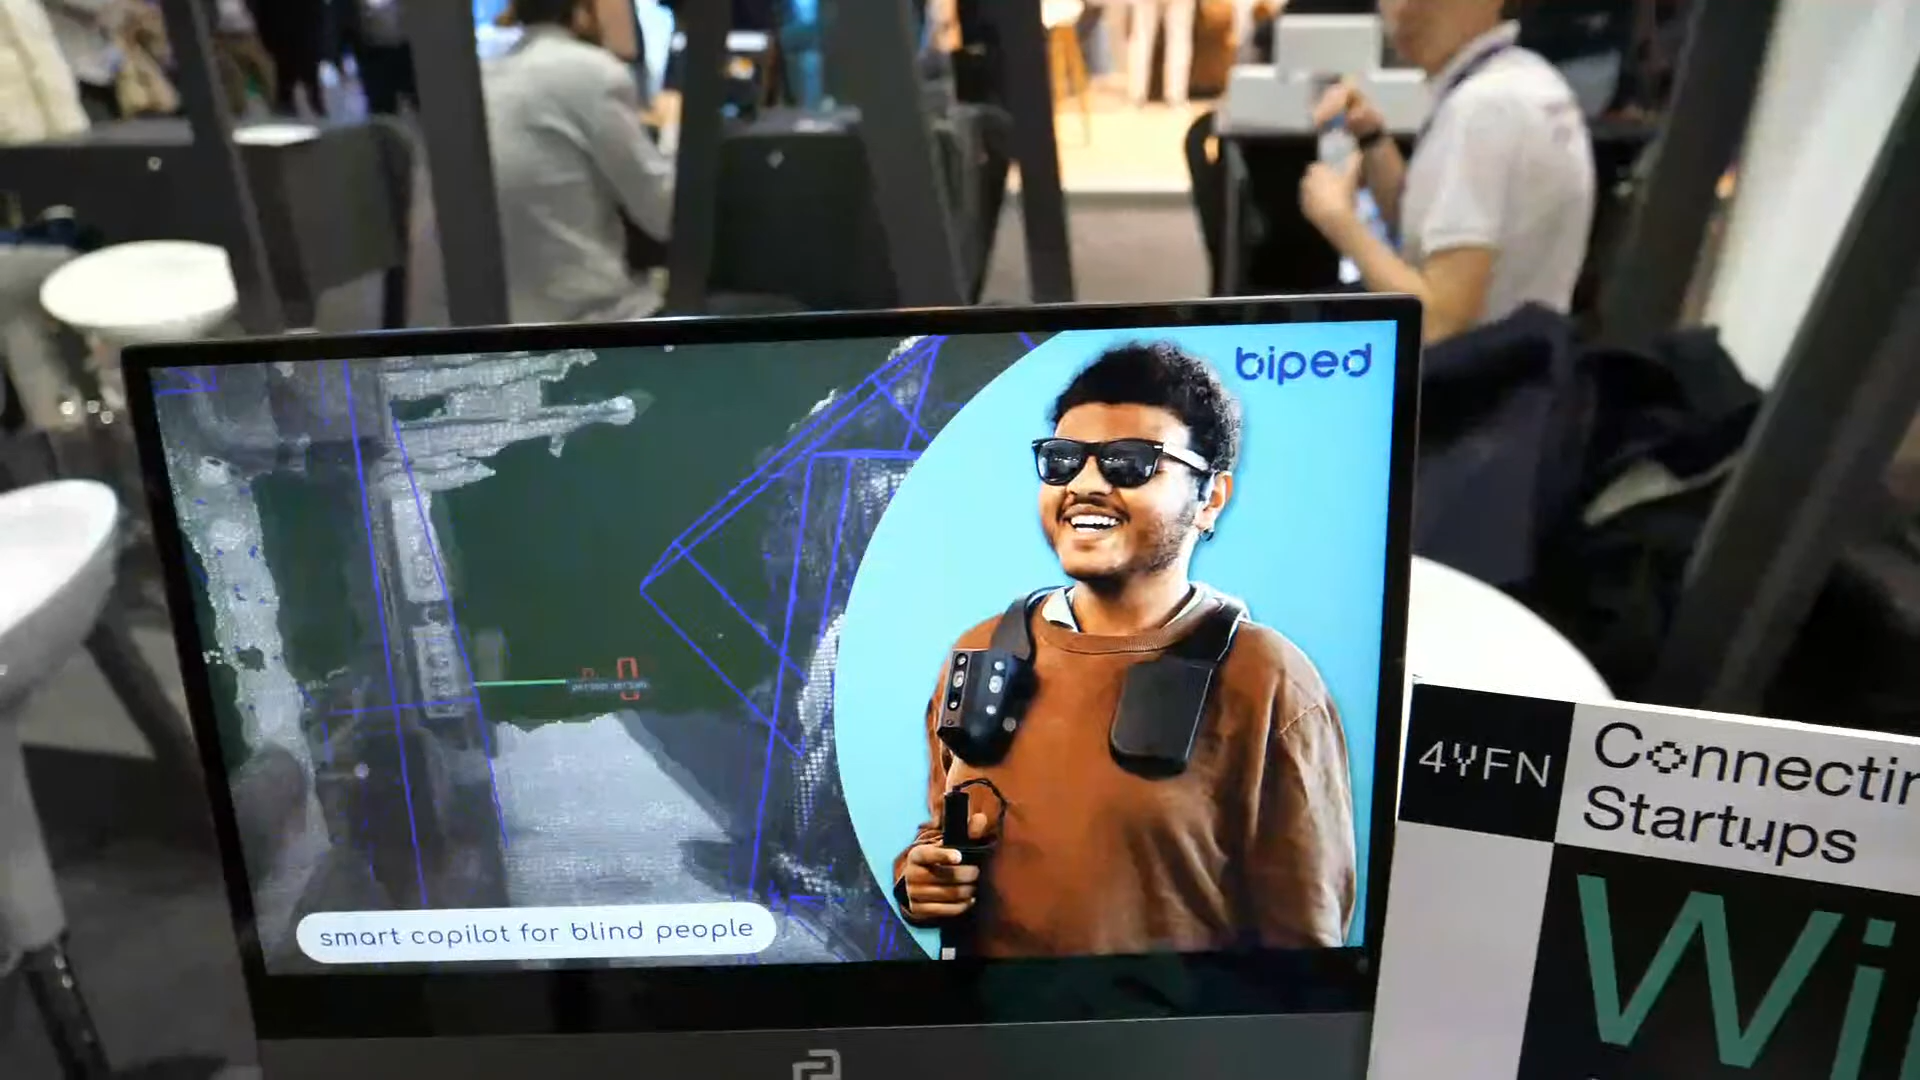 biped
smart copilot for blind people
4YFN
Connectin
Startups
Wi